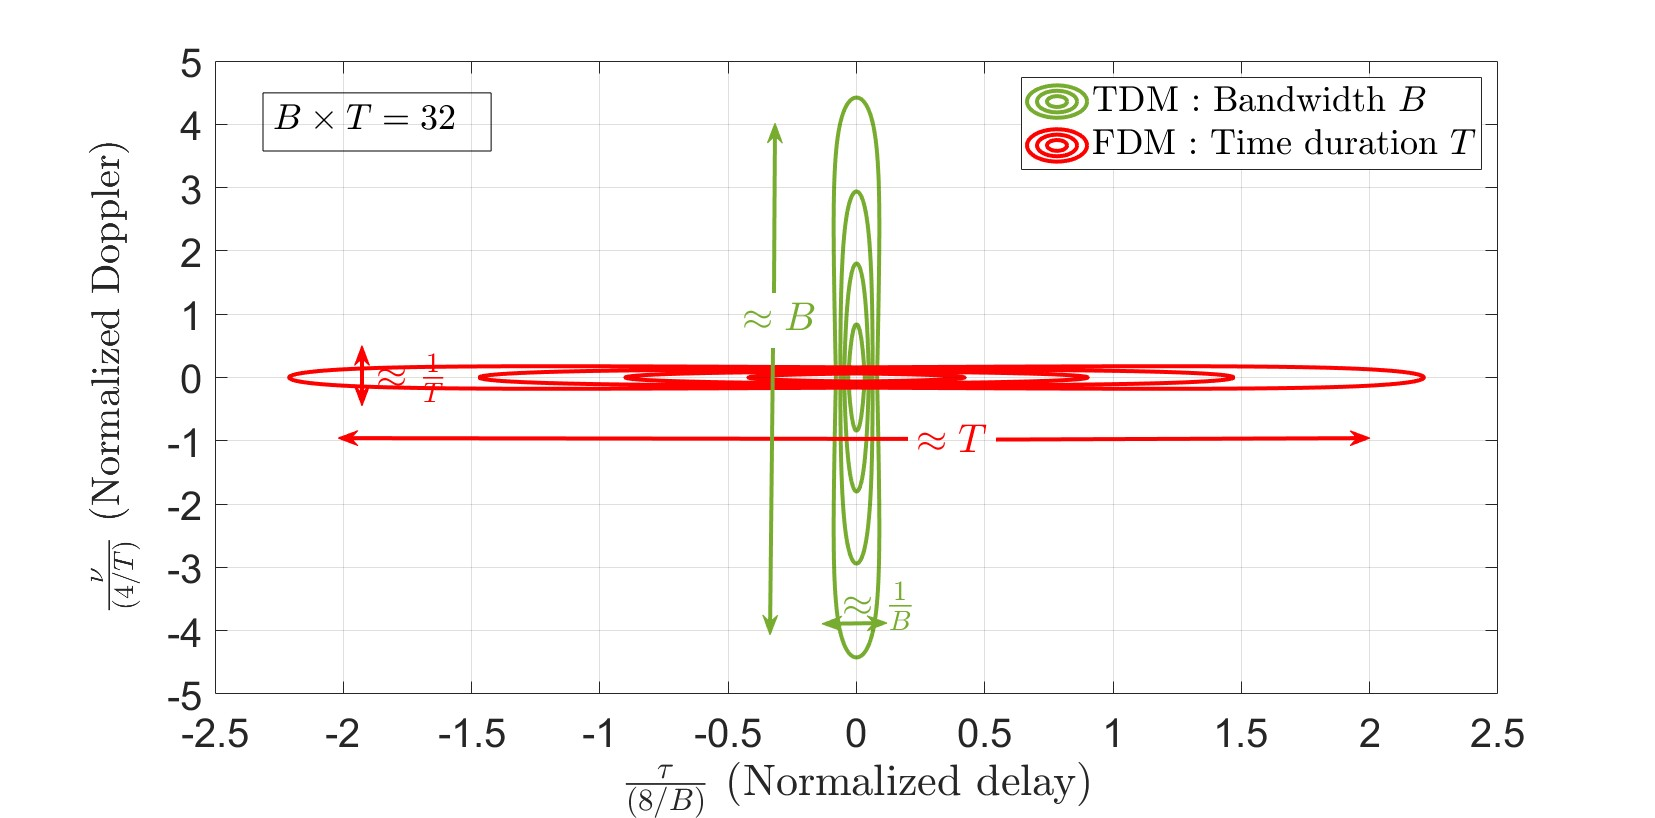 5
4
3
2
1
0
-1
-2
-3
-4
-5
-2.5 -2 -1.5 -1 -0.5 0 0.5 1 1.5 2 2.5
ν/(4/T) (Normalized Doppler)
τ/(8/B) (Normalized delay)
B × T = 32
TDM : Bandwidth B
FDM : Time duration T
≈ B
≈ 1/T
≈ T
≈ 1/B